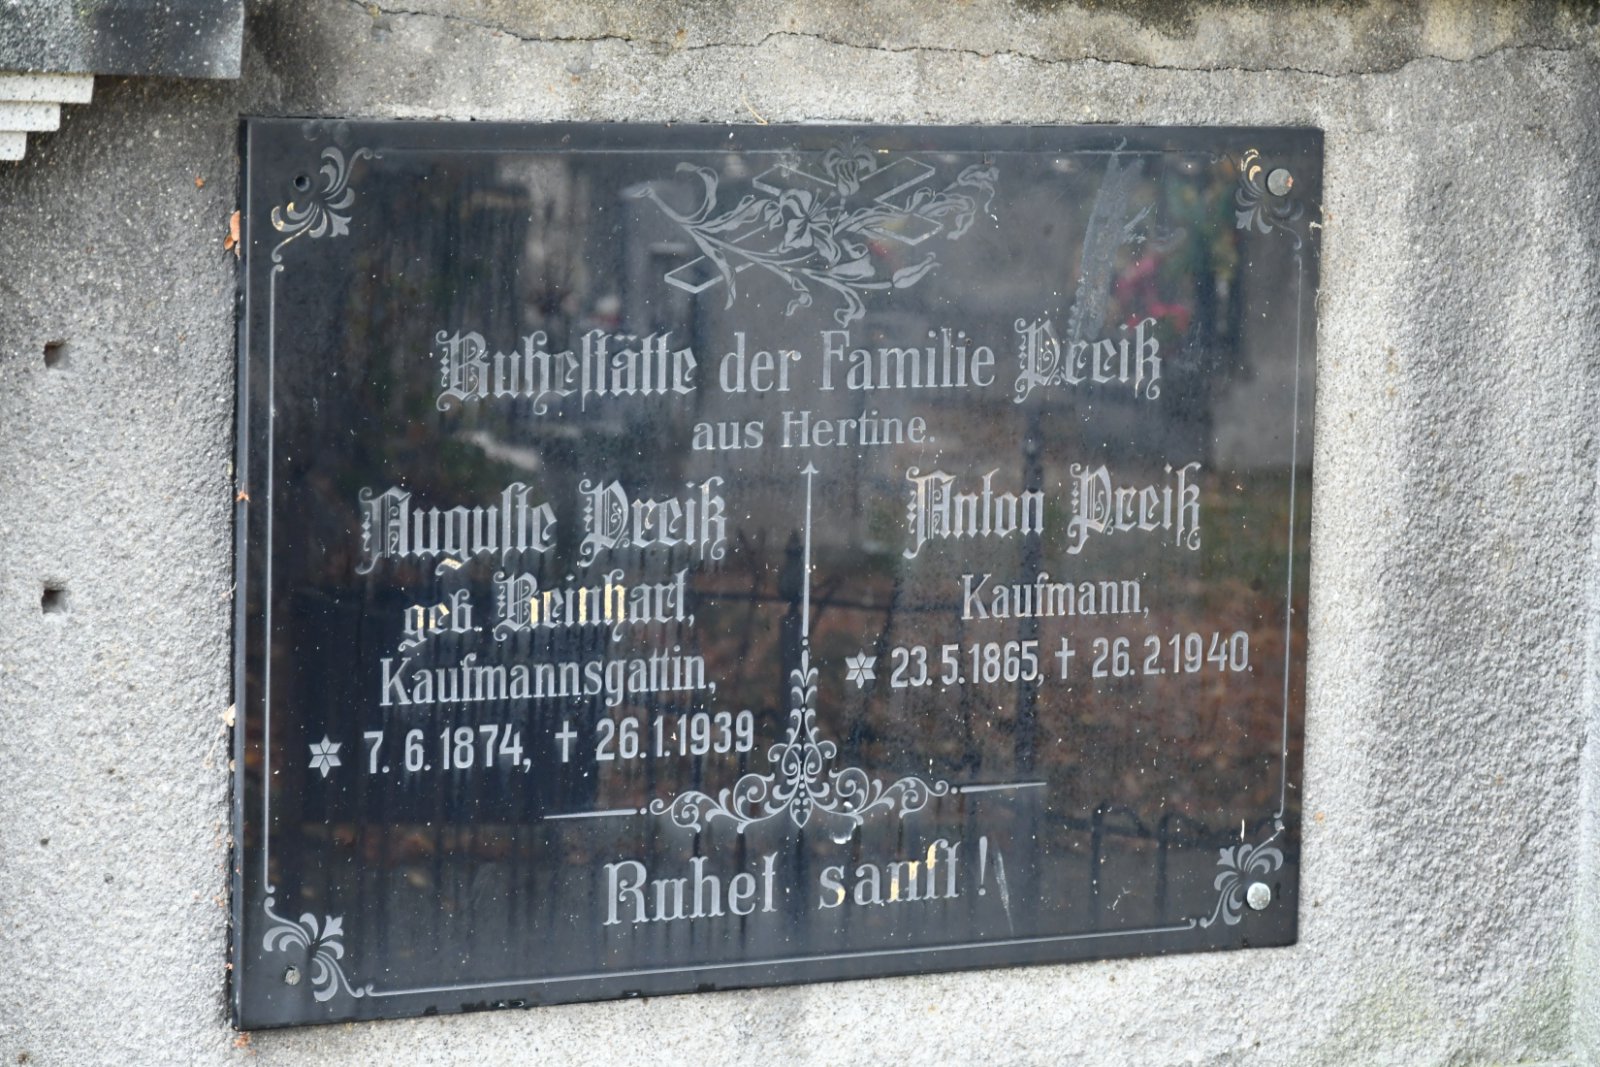 Ruhestätte der Familie Preiß
aus Hertine.
Auguste Preiß
geb. Reinhart,
Kaufmannsgattin,
✶ 7. 6. 1874, † 26. 1. 1939.
Anton Preiß
Kaufmann,
✶ 23. 5. 1865, † 26. 2. 1940.
Ruhet sanft!